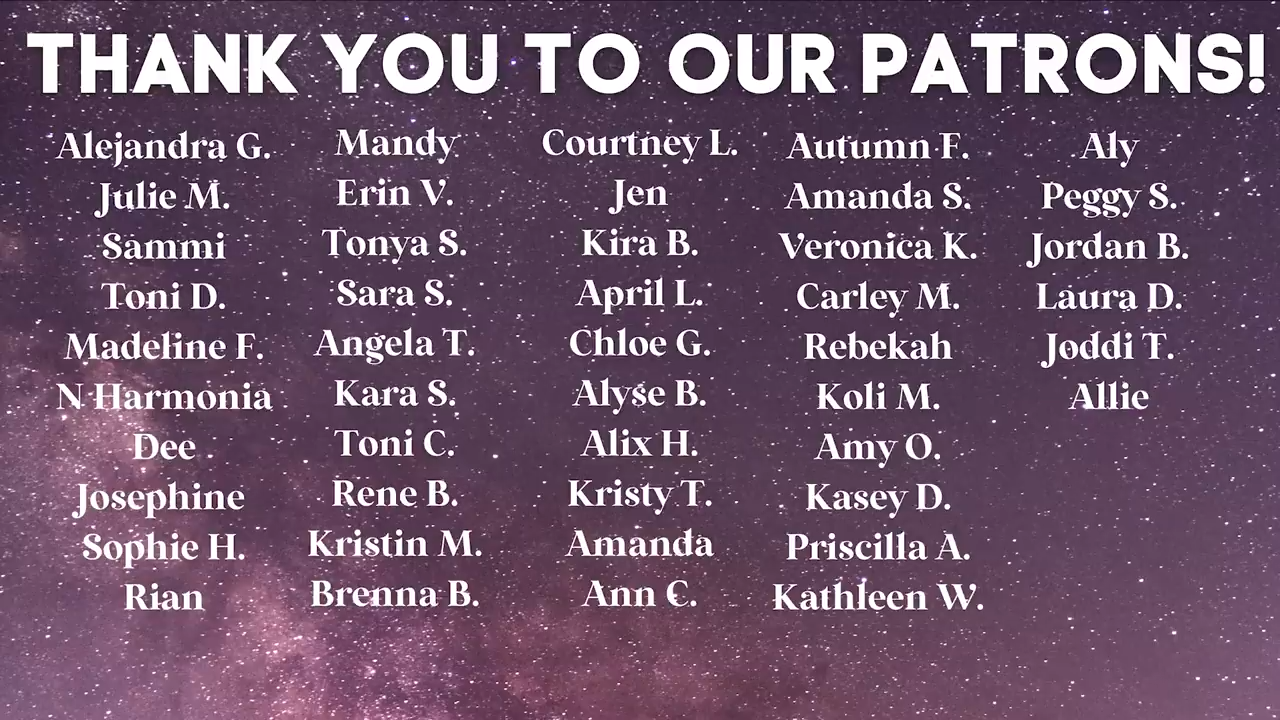 THANK YOU TO OUR PATRONS!
Alejandra G.
Julie M.
Sammi
Toni D.
Madeline F.
N Harmonia
Dee
Josephine
Sophie H.
Rian
Mandy
Erin V.
Tonya S.
Sara S.
Angela T.
Kara S.
Toni C.
Rene B.
Kristin M.
Brenna B.
Courtney L.
Jen
Kira B.
April L.
Chloe G.
Alyse B.
Alix H.
Kristy T.
Amanda
Ann C.
Autumn F.
Amanda S.
Veronica K.
Carley M.
Rebekah
Koli M.
Amy O.
Kasey D.
Priscilla A.
Kathleen W.
Aly
Peggy S.
Jordan B.
Laura D.
Joddi T.
Allie